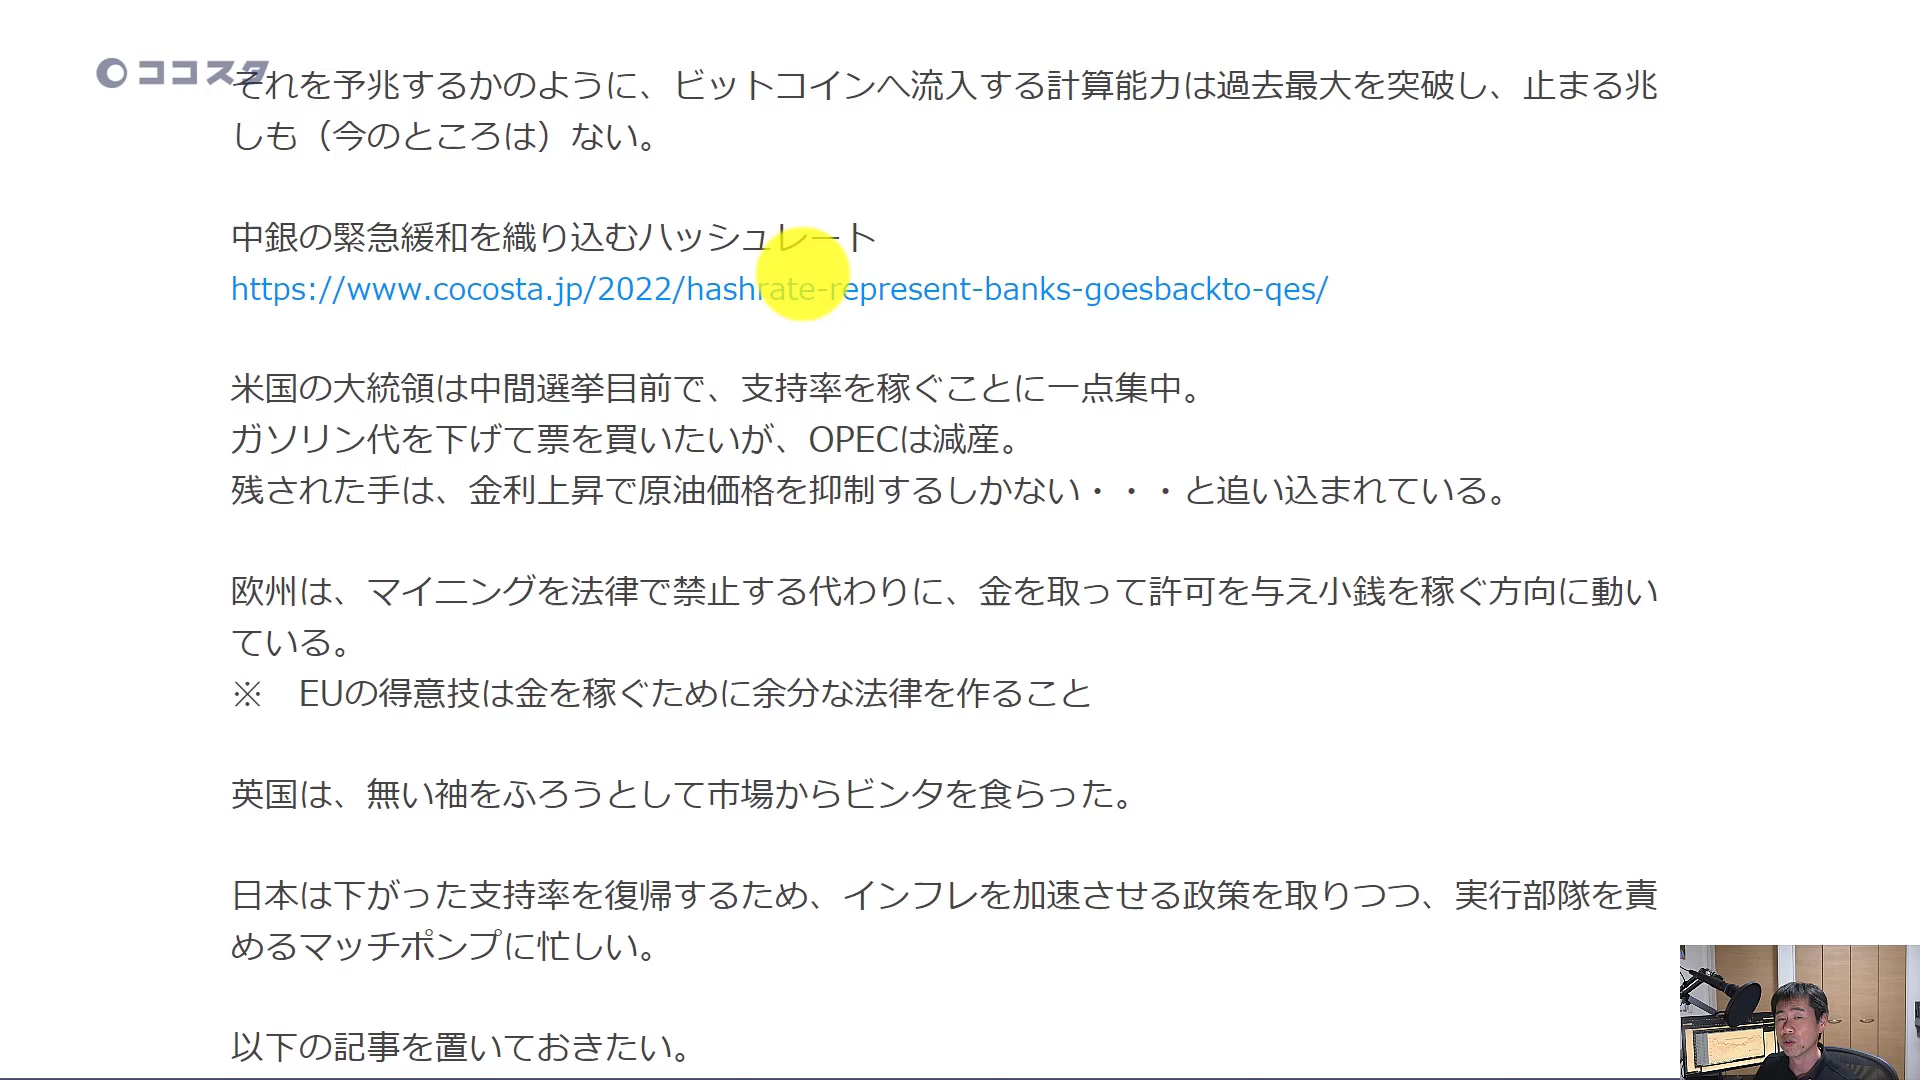 ココスタ
それを予兆するかのように、ビットコインへ流入する計算能力は過去最大を突破し、止まる兆
しも（今のところは）ない。
中銀の緊急緩和を織り込むハッシュレート
https://www.cocosta.jp/2022/hashrate-represent-banks-goesbackto-qes/
米国の大統領は中間選挙目前で、支持率を稼ぐことに一点集中。
ガソリン代を下げて票を買いたいが、OPECは減産。
残された手は、金利上昇で原油価格を抑制するしかない・・・と追い込まれている。
欧州は、マイニングを法律で禁止する代わりに、金を取って許可を与え小銭を稼ぐ方向に動い
ている。
※　EUの得意技は金を稼ぐために余分な法律を作ること
英国は、無い袖をふろうとして市場からビンタを食らった。
日本は下がった支持率を復帰するため、インフレを加速させる政策を取りつつ、実行部隊を責
めるマッチポンプに忙しい。
以下の記事を置いておきたい。